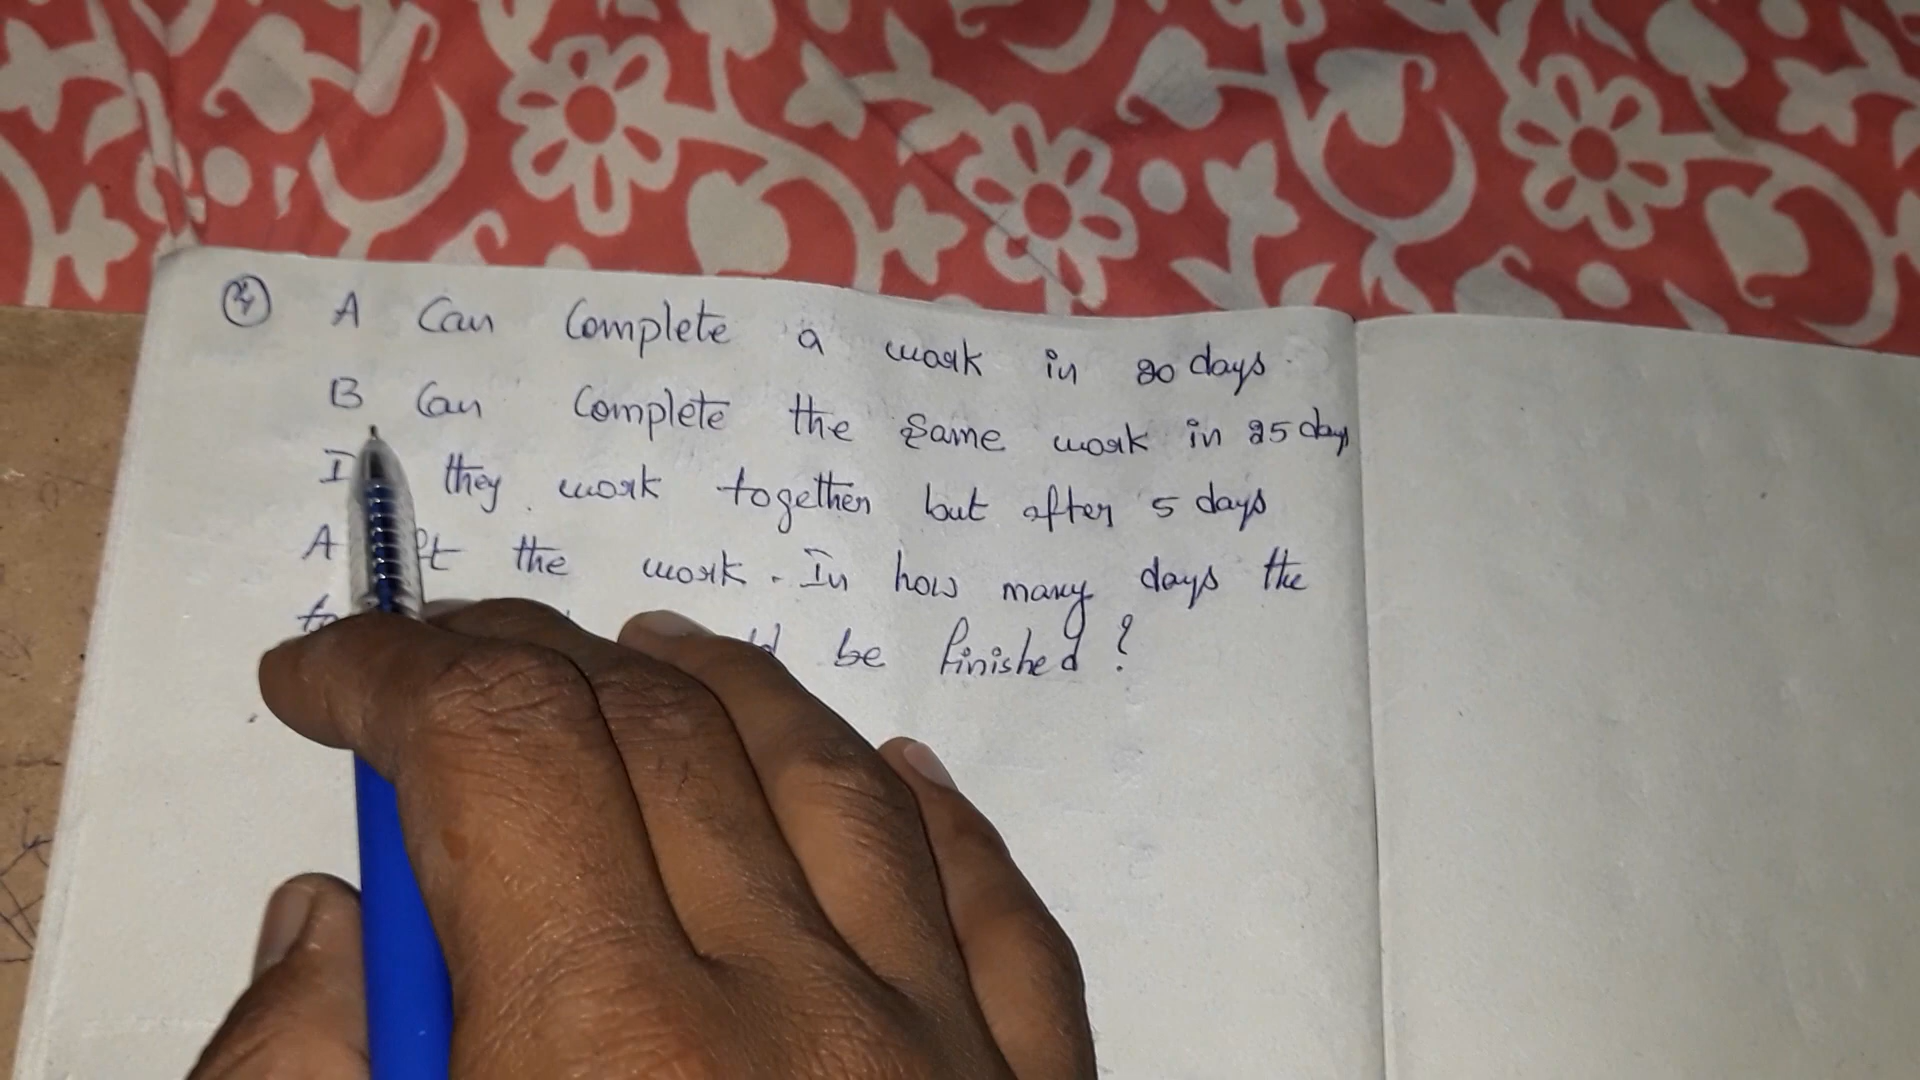 ④ A Can Complete a work in 20 days.
B Can Complete the same work in 25 days
they work together but after 5 days
A the work. In how many days the
be finished?